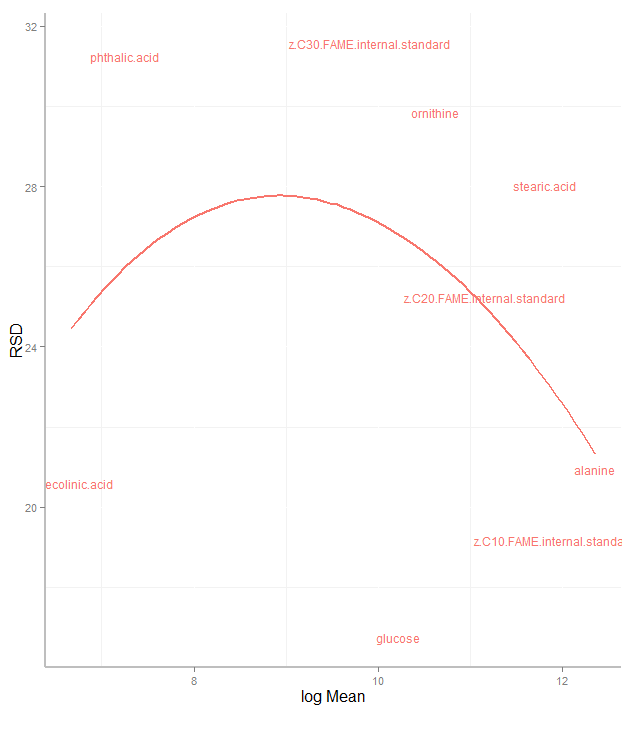 32
z.C30.FAME.internal.standard
phthalic.acid
ornithine
28
stearic.acid
z.C20.FAME.internal.standard
RSD
24
alanine
ecolinic.acid
20
z.C10.FAME.internal.standa
glucose
8
10
12
log Mean